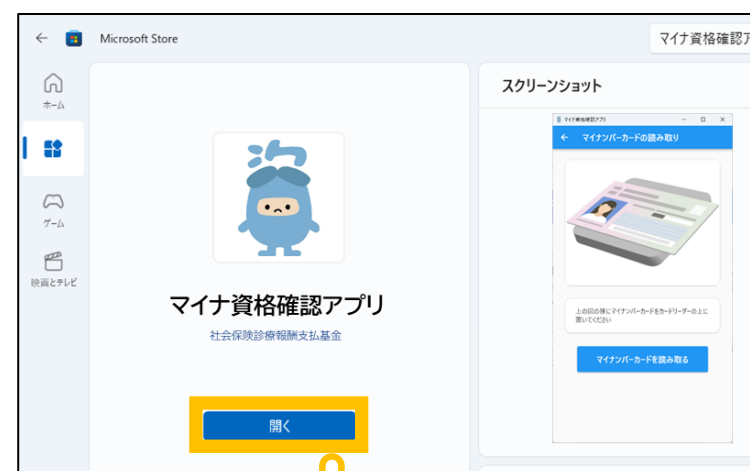 Microsoft Store
マイナ資格確認ア
ホーム
ゲーム
映画とテレビ
マイナ資格確認アプリ
社会保険診療報酬支払基金
開く
スクリーンショット
マイナ資格確認アプリ
マイナンバーカードの読み取り
上の図の様にマイナンバーカードをカードリーダーの上に
置いてください
マイナンバーカードを読み取る